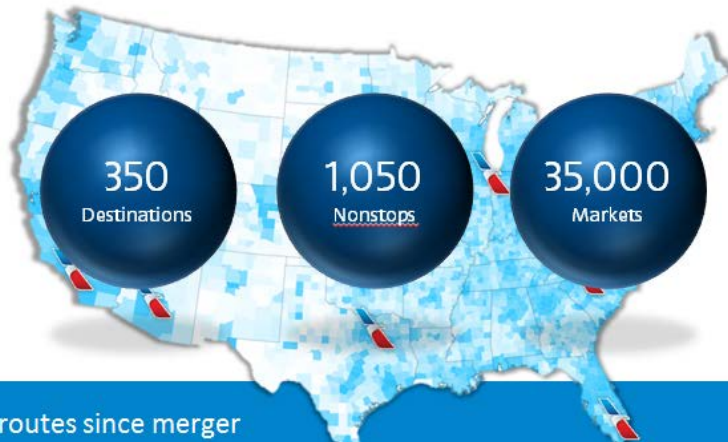 350
Destinations
1,050
Nonstops
35,000
Markets
routes since merger